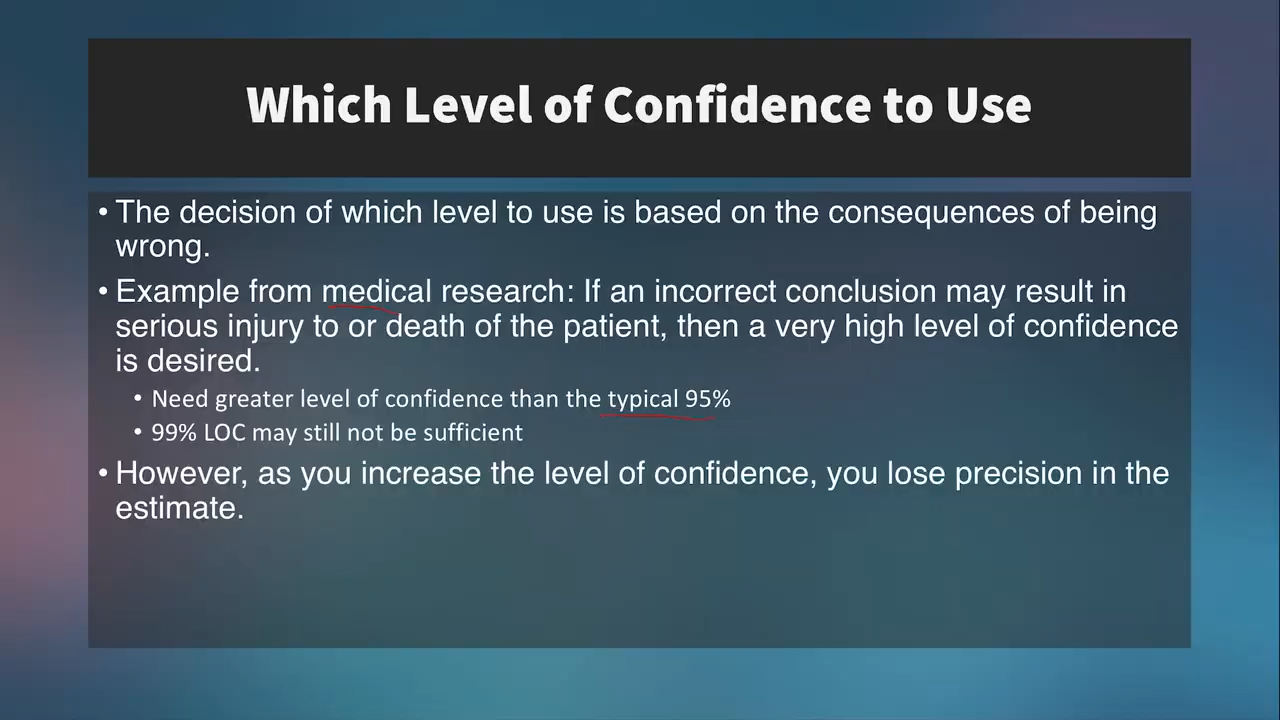 Which Level of Confidence to Use
• The decision of which level to use is based on the consequences of being
wrong.
• Example from medical research: If an incorrect conclusion may result in
serious injury to or death of the patient, then a very high level of confidence
is desired.
• Need greater level of confidence than the typical 95%
• 99% LOC may still not be sufficient
• However, as you increase the level of confidence, you lose precision in the
estimate.